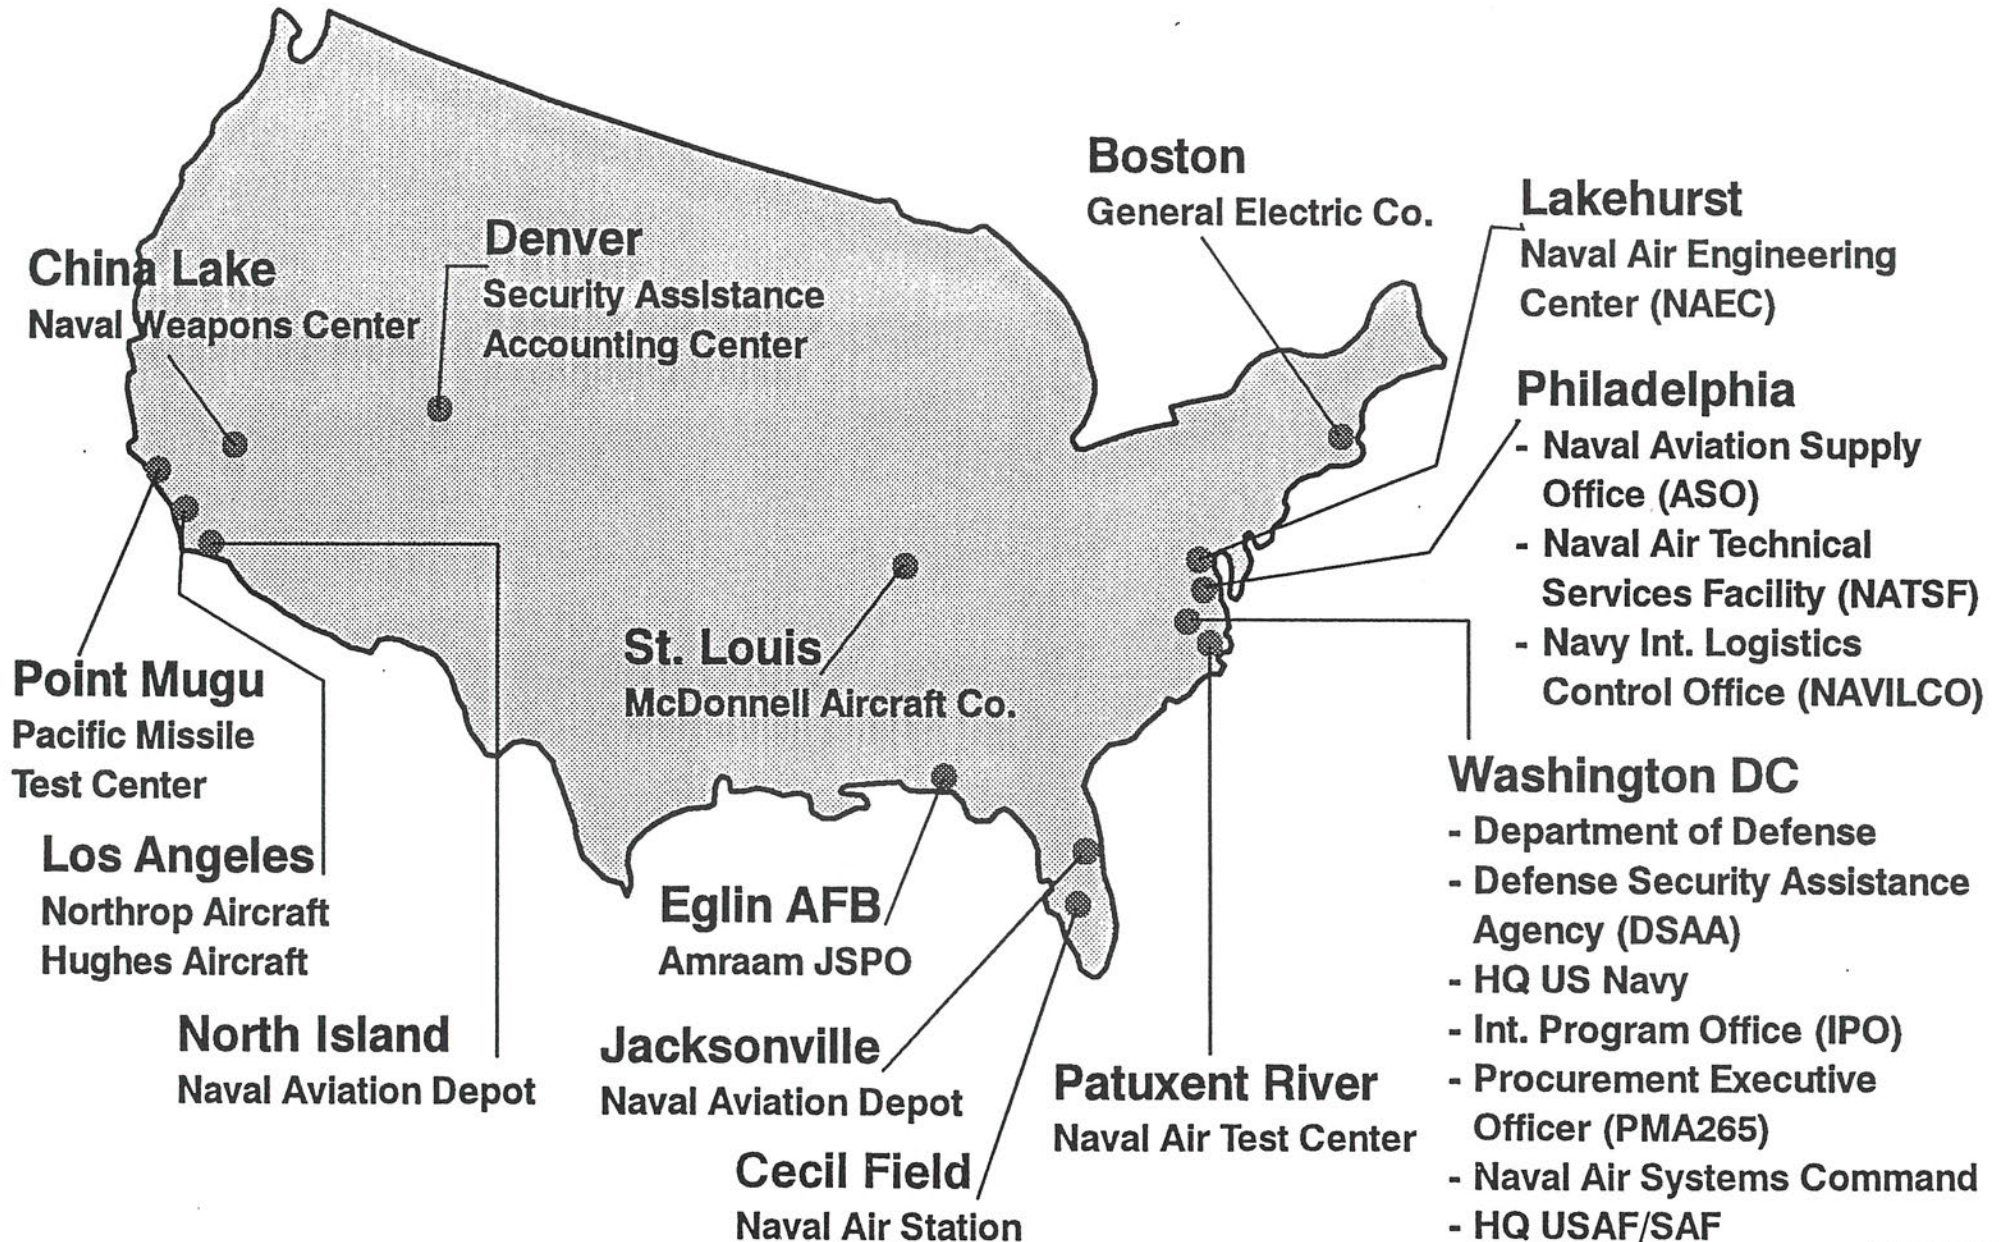 Boston
General Electric Co.
Lakehurst
Naval Air Engineering
Center (NAEC)
Denver
Security Assistance
Accounting Center
China Lake
Naval Weapons Center
Philadelphia
- Naval Aviation Supply
Office (ASO)
- Naval Air Technical
Services Facility (NATSF)
- Navy Int. Logistics
Control Office (NAVILCO)
St. Louis
McDonnell Aircraft Co.
Point Mugu
Pacific Missile
Test Center
Washington DC
- Department of Defense
- Defense Security Assistance
Agency (DSAA)
- HQ US Navy
- Int. Program Office (IPO)
- Procurement Executive
Officer (PMA265)
- Naval Air Systems Command
- HQ USAF/SAF
Los Angeles
Northrop Aircraft
Hughes Aircraft
Eglin AFB
Amraam JSPO
North Island
Naval Aviation Depot
Jacksonville
Naval Aviation Depot
Patuxent River
Naval Air Test Center
Cecil Field
Naval Air Station